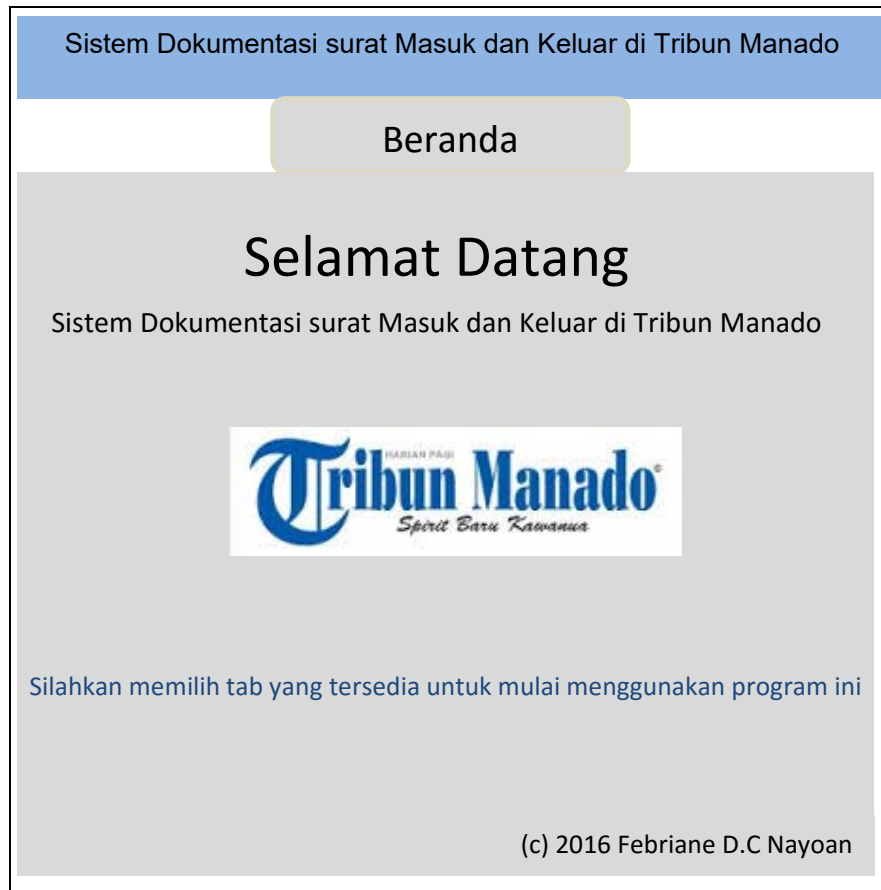 Sistem Dokumentasi surat Masuk dan Keluar di Tribun Manado
Beranda
Selamat Datang
Sistem Dokumentasi surat Masuk dan Keluar di Tribun Manado
HARIAN PAGI
Tribun Manado
Spirit Baru Kawanua
Silahkan memilih tab yang tersedia untuk mulai menggunakan program ini
(c) 2016 Febriane D.C Nayoan